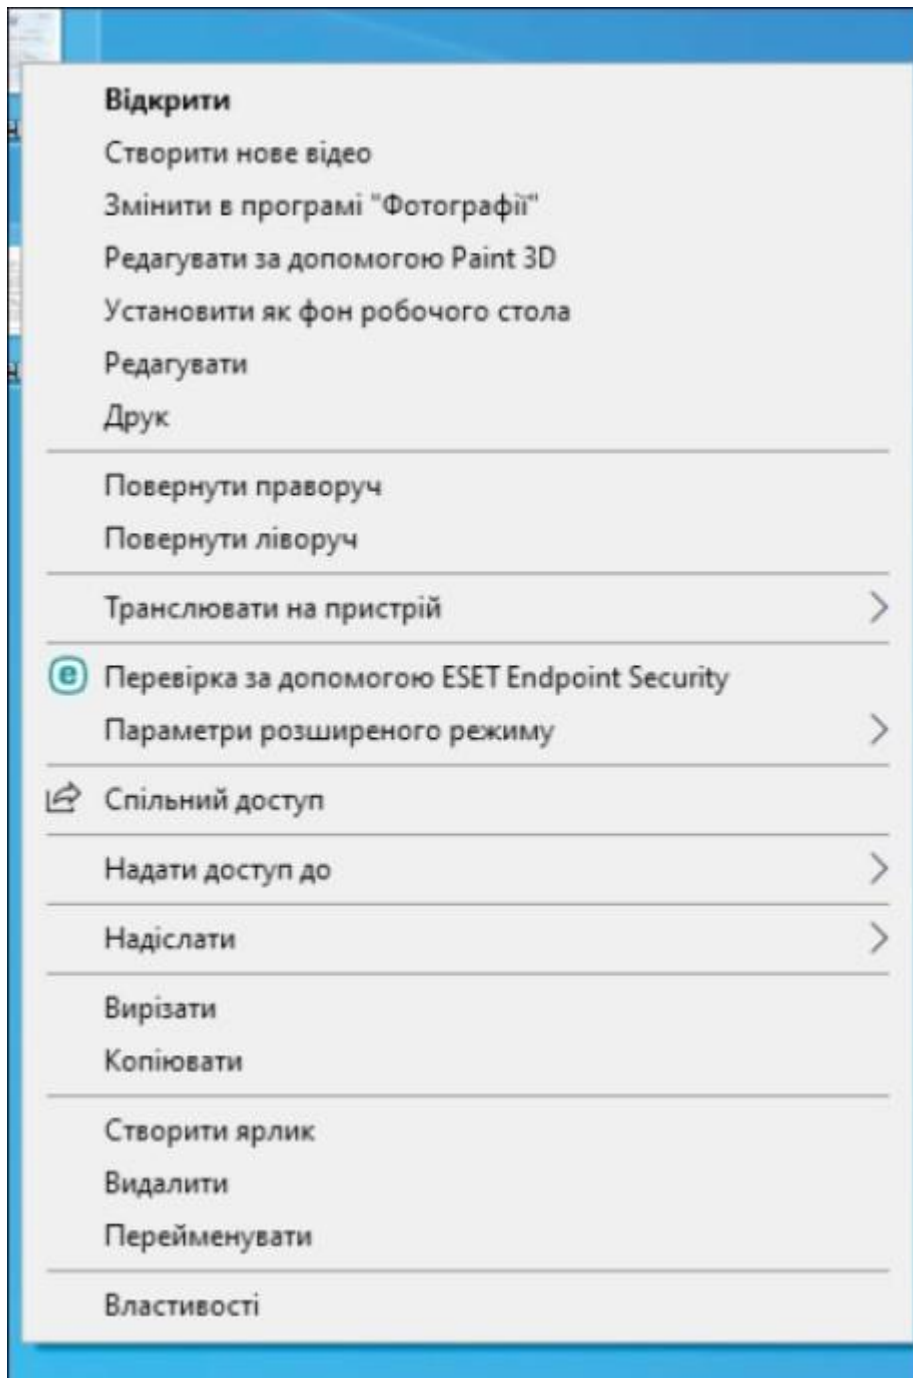 Відкрити
Створити нове відео
Змінити в програмі "Фотографії"
Редагувати за допомогою Paint 3D
Установити як фон робочого стола
Редагувати
Друк
Повернути праворуч
Повернути ліворуч
Транслювати на пристрій
Перевірка за допомогою ESET Endpoint Security
Параметри розширеного режиму
Спільний доступ
Надати доступ до
Надіслати
Вирізати
Копіювати
Створити ярлик
Видалити
Перейменувати
Властивості